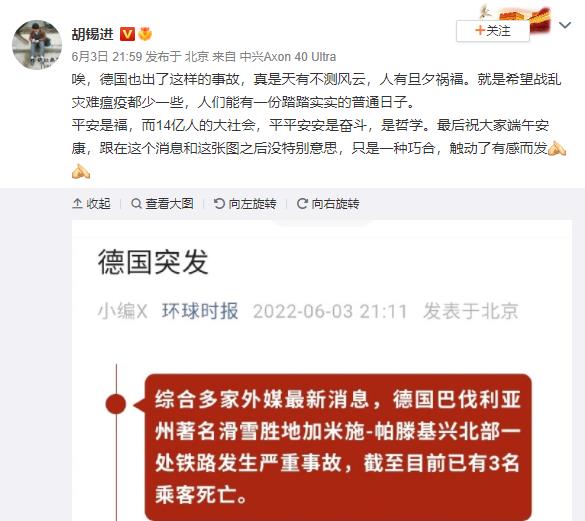 胡锡进
6月3日 21:59 发布于 北京 来自 中兴Axon 40 Ultra
+关注
唉，德国也出了这样的事故，真是天有不测风云，人有旦夕祸福。就是希望战乱
灾难瘟疫都少一些，人们能有一份踏踏实实的普通日子。
平安是福，而14亿人的大社会，平平安安是奋斗，是哲学。最后祝大家端午安
康，跟在这个消息和这张图之后没特别意思，只是一种巧合，触动了有感而发
收起 查看大图 向左旋转 向右旋转
德国突发
小编X 环球时报 2022-06-03 21:11 发表于北京
综合多家外媒最新消息，德国巴伐利亚
州著名滑雪胜地加米施-帕滕基兴北部一
处铁路发生严重事故，截至目前已有3名
乘客死亡。